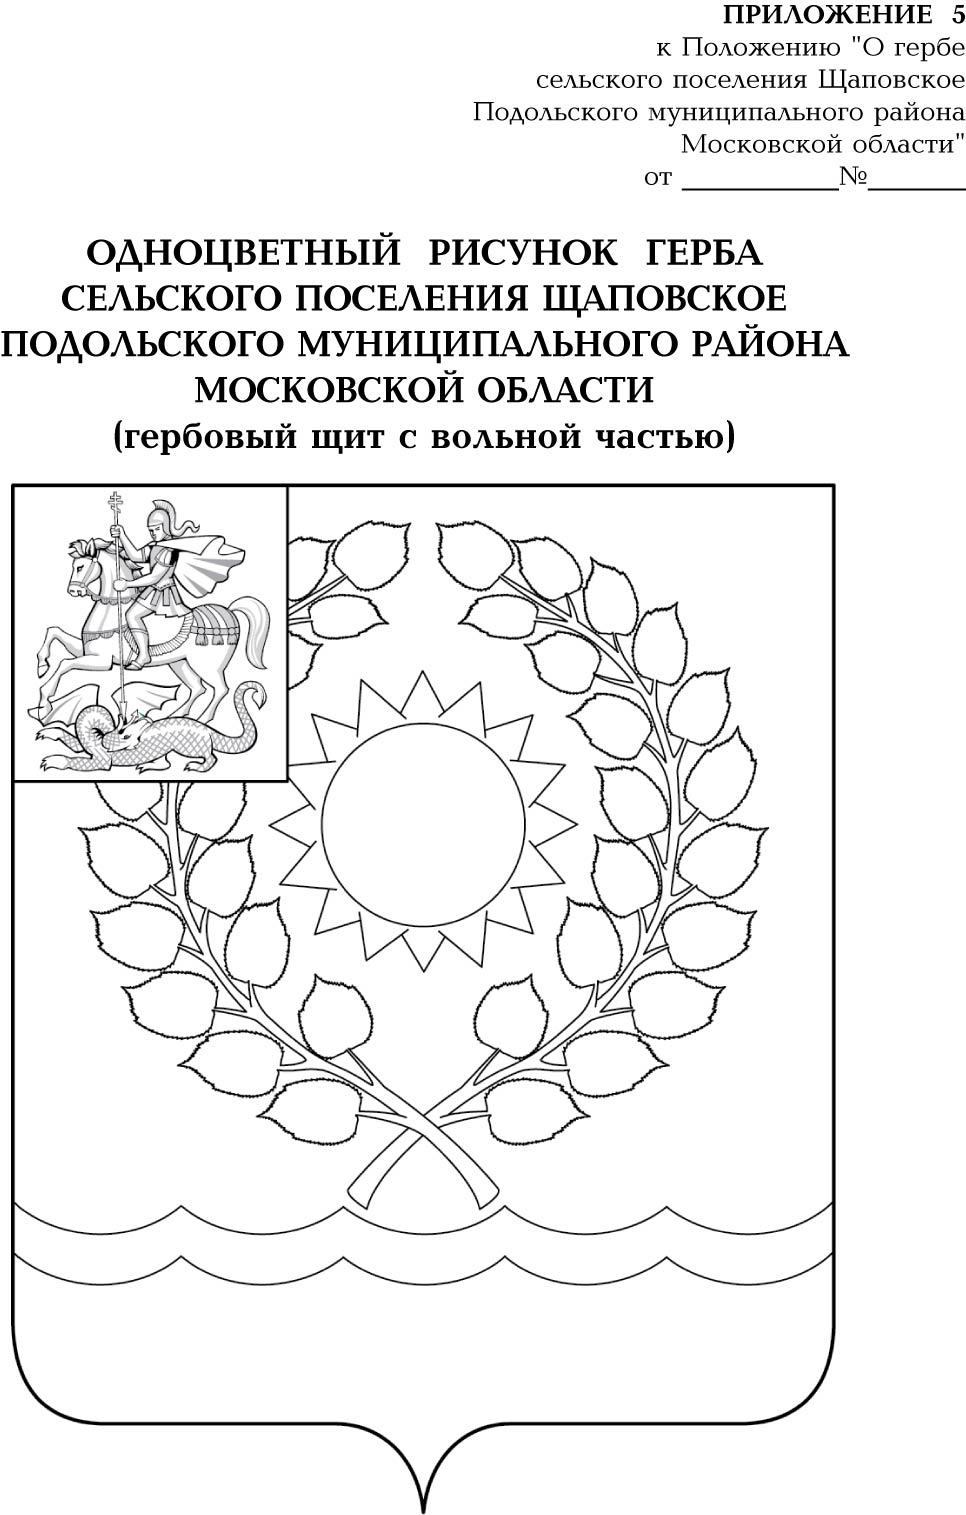 ПРИЛОЖЕНИЕ 5
к Положению "О гербе
сельского поселения Щаповское
Подольского муниципального района
Московской области"
от ____________№________
ОДНОЦВЕТНЫЙ РИСУНОК ГЕРБА
СЕЛЬСКОГО ПОСЕЛЕНИЯ ЩАПОВСКОЕ
ПОДОЛЬСКОГО МУНИЦИПАЛЬНОГО РАЙОНА
МОСКОВСКОЙ ОБЛАСТИ
(гербовый щит с вольной частью)